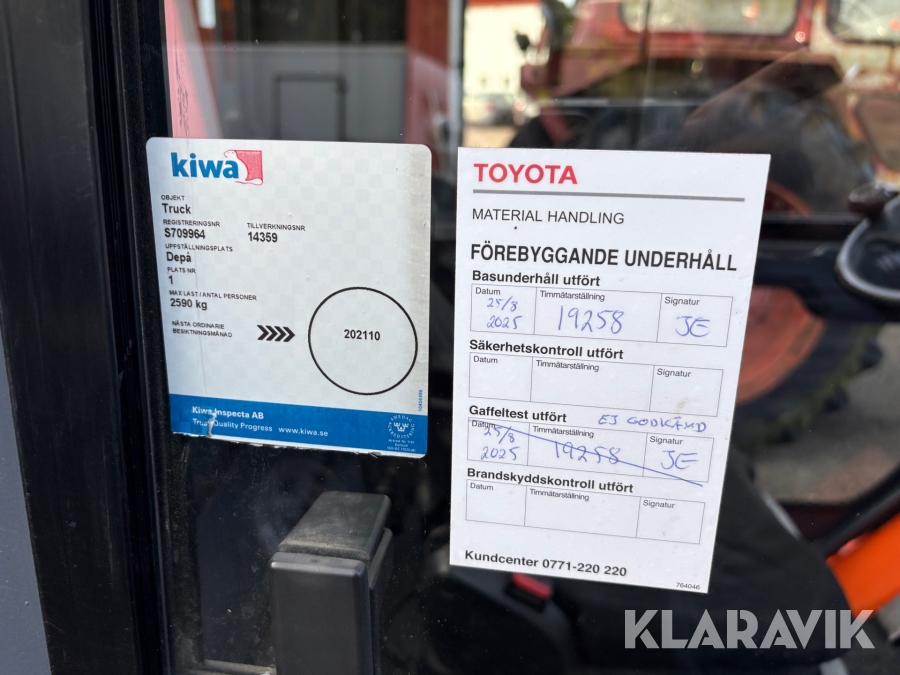 kiwa
OBJEKT
Truck
REGISTRERINGSNR TILLVERKNINGSNR
S709964 14359
UPPSTÄLLNINGSPLATS
Depå
PLATS NR
1
MAX LAST / ANTAL PERSONER
2590 kg
NÄSTA ORDINARIE
BESIKTNINGSMÅNAD
202110
Kiwa Inspecta AB
Trust Quality Progress www.kiwa.se
TOYOTA
MATERIAL HANDLING
FÖREBYGGANDE UNDERHÅLL
Basunderhåll utfört
Datum Timmätarställning Signatur
25/8 2025 19258 JE
Säkerhetskontroll utfört
Datum Timmätarställning Signatur
Gaffeltest utfört EJ GODKÄND
Datum Timmätarställning Signatur
25/8 2025 19258 JE
Brandskyddskontroll utfört
Datum Timmätarställning Signatur
Kundcenter 0771-220 220
764046
KLARAVIK